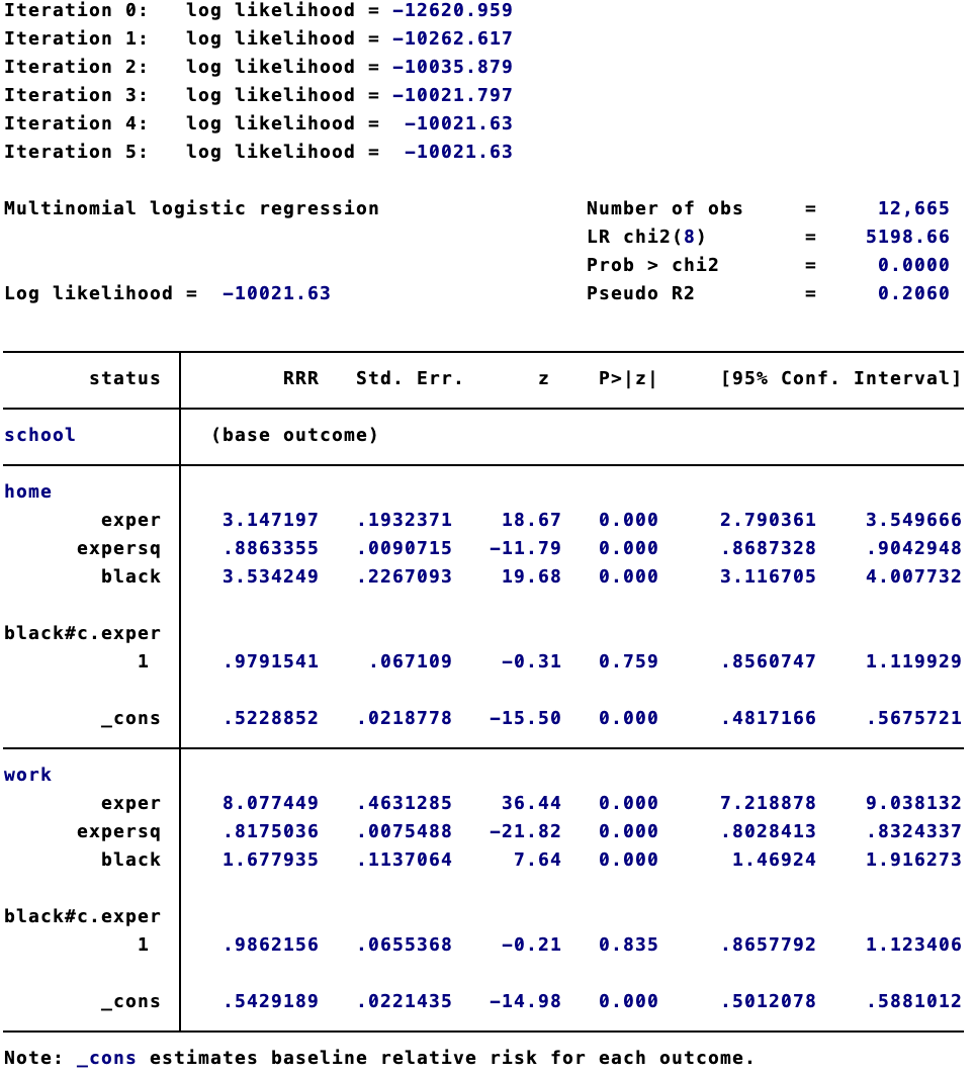 Iteration 0:   log likelihood = -12620.959
Iteration 1:   log likelihood = -10262.617
Iteration 2:   log likelihood = -10035.879
Iteration 3:   log likelihood = -10021.797
Iteration 4:   log likelihood =  -10021.63
Iteration 5:   log likelihood =  -10021.63
Multinomial logistic regression                 Number of obs     =     12,665
LR chi2(8)        =    5198.66
Prob > chi2       =     0.0000
Log likelihood =  -10021.63                     Pseudo R2         =     0.2060
status |        RRR   Std. Err.      z    P>|z|     [95% Conf. Interval]
school |  (base outcome)
home
exper |   3.147197   .1932371    18.67   0.000     2.790361    3.549666
expersq |   .8863355   .0090715   -11.79   0.000     .8687328    .9042948
black |   3.534249   .2267093    19.68   0.000     3.116705    4.007732
black#c.exper
1 |   .9791541    .067109    -0.31   0.759     .8560747    1.119929
_cons |   .5228852   .0218778   -15.50   0.000     .4817166    .5675721
work
exper |   8.077449   .4631285    36.44   0.000     7.218878    9.038132
expersq |   .8175036   .0075488   -21.82   0.000     .8028413    .8324337
black |   1.677935   .1137064     7.64   0.000      1.46924    1.916273
black#c.exper
1 |   .9862156   .0655368    -0.21   0.835     .8657792    1.123406
_cons |   .5429189   .0221435   -14.98   0.000     .5012078    .5881012
Note: _cons estimates baseline relative risk for each outcome.